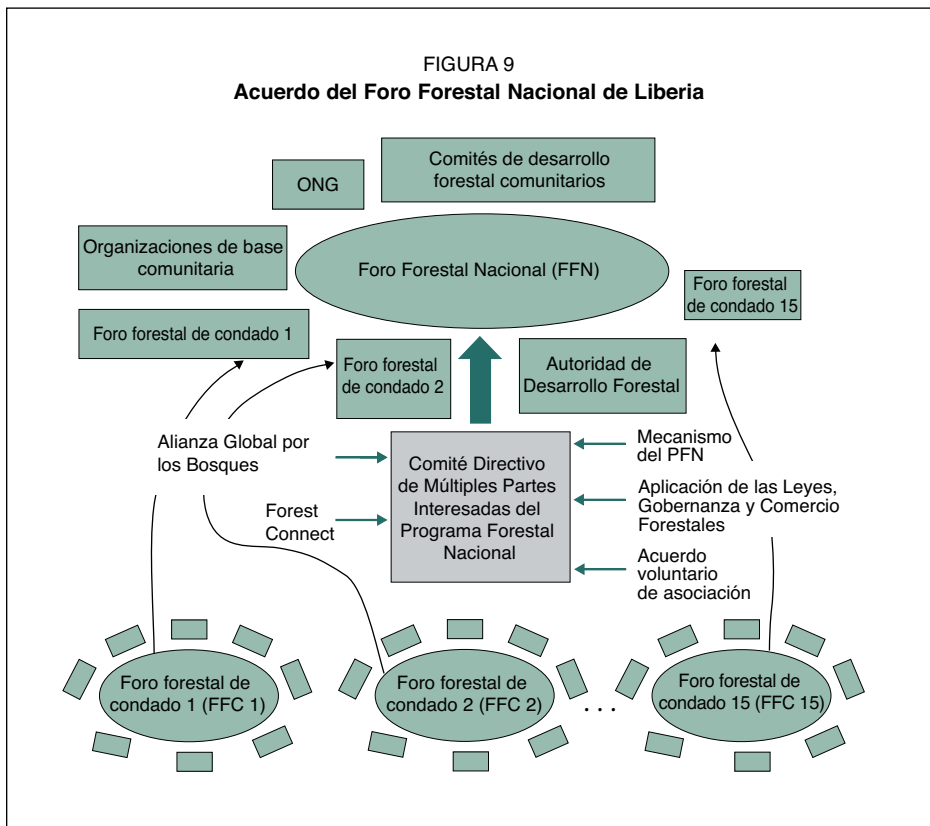 FIGURA 9
Acuerdo del Foro Forestal Nacional de Liberia
ONG
Comités de desarrollo
forestal comunitarios
Organizaciones de base
comunitaria
Foro Forestal Nacional (FFN)
Foro forestal
de condado 15
Foro forestal de condado 1
Foro forestal
de condado 2
Autoridad de
Desarrollo Forestal
Alianza Global por
los Bosques
Forest
Connect
Comité Directivo
de Múltiples Partes
Interesadas del
Programa Forestal
Nacional
Mecanismo
del PFN
Aplicación de las Leyes,
Gobernanza y Comercio
Forestales
Acuerdo
voluntario
de asociación
Foro forestal de
condado 1 (FFC 1)
Foro forestal de
condado 2 (FFC 2)
. . .
Foro forestal de
condado 15 (FFC 15)